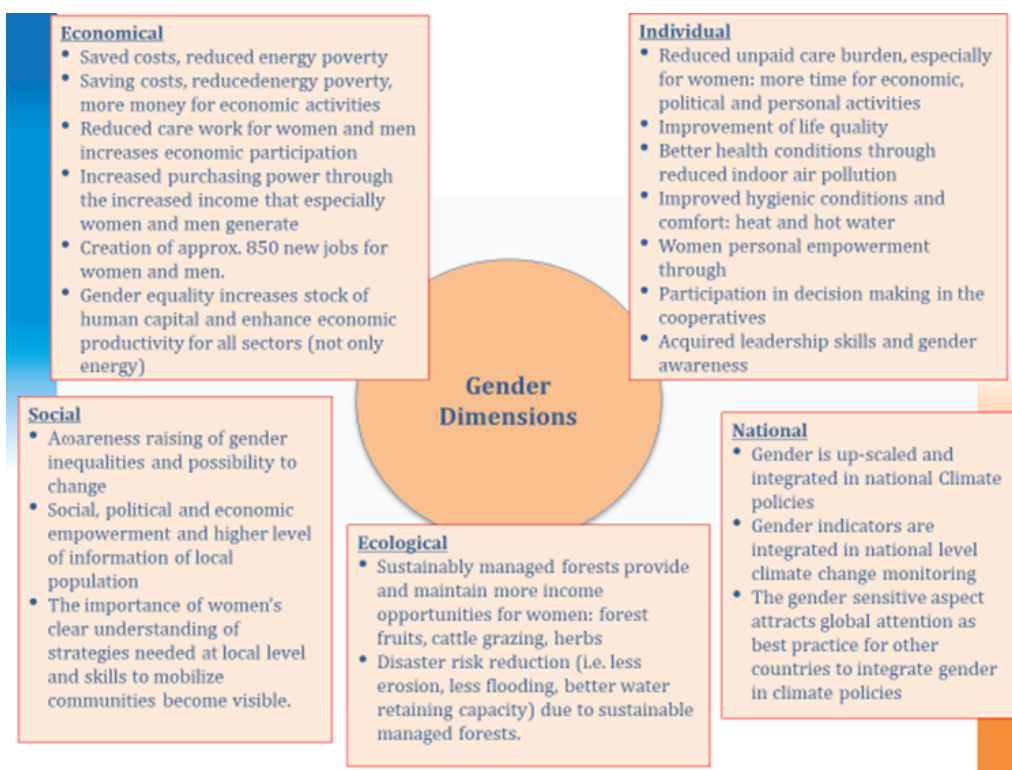 Economical
Saved costs, reduced energy poverty
Saving costs, reducedenergy poverty,
more money for economic activities
Reduced care work for women and men
increases economic participation
Increased purchasing power through
the increased income that especially
women and men generate
Creation of approx. 850 new jobs for
women and men.
Gender equality increases stock of
human capital and enhance economic
productivity for all sectors (not only
energy)
Individual
Reduced unpaid care burden, especially
for women: more time for economic,
political and personal activities
Improvement of life quality
Better health conditions through
reduced indoor air pollution
Improved hygienic conditions and
comfort: heat and hot water
Women personal empowerment
through
Participation in decision making in the
cooperatives
Acquired leadership skills and gender
awareness
Gender
Dimensions
Social
Awareness raising of gender
inequalities and possibility to
change
Social, political and economic
empowerment and higher level
of information of local
population
The importance of women's
clear understanding of
strategies needed at local level
and skills to mobilize
communities become visible.
Ecological
Sustainably managed forests provide
and maintain more income
opportunities for women: forest
fruits, cattle grazing, herbs
Disaster risk reduction (i.e. less
erosion, less flooding, better water
retaining capacity) due to sustainable
managed forests.
National
Gender is up-scaled and
integrated in national Climate
policies
Gender indicators are
integrated in national level
climate change monitoring
The gender sensitive aspect
attracts global attention as
best practice for other
countries to integrate gender
in climate policies